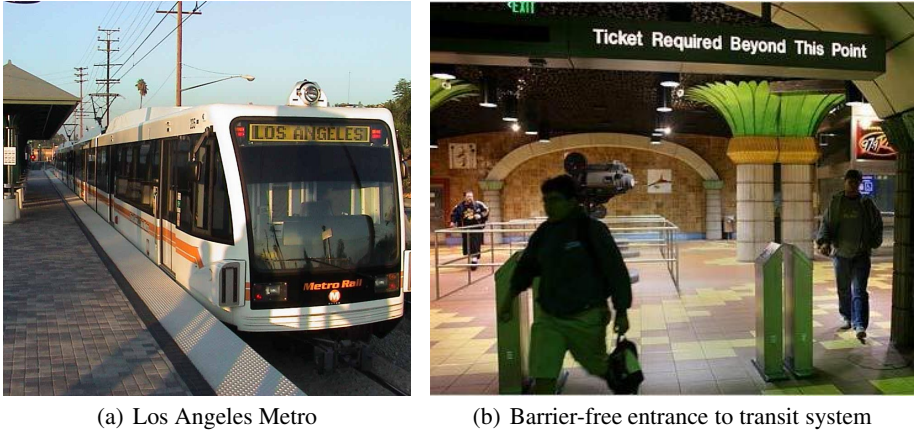 LOS ANGELES
Metro Rail
M
EXIT
Ticket Required Beyond This Point
(a) Los Angeles Metro
(b) Barrier-free entrance to transit system